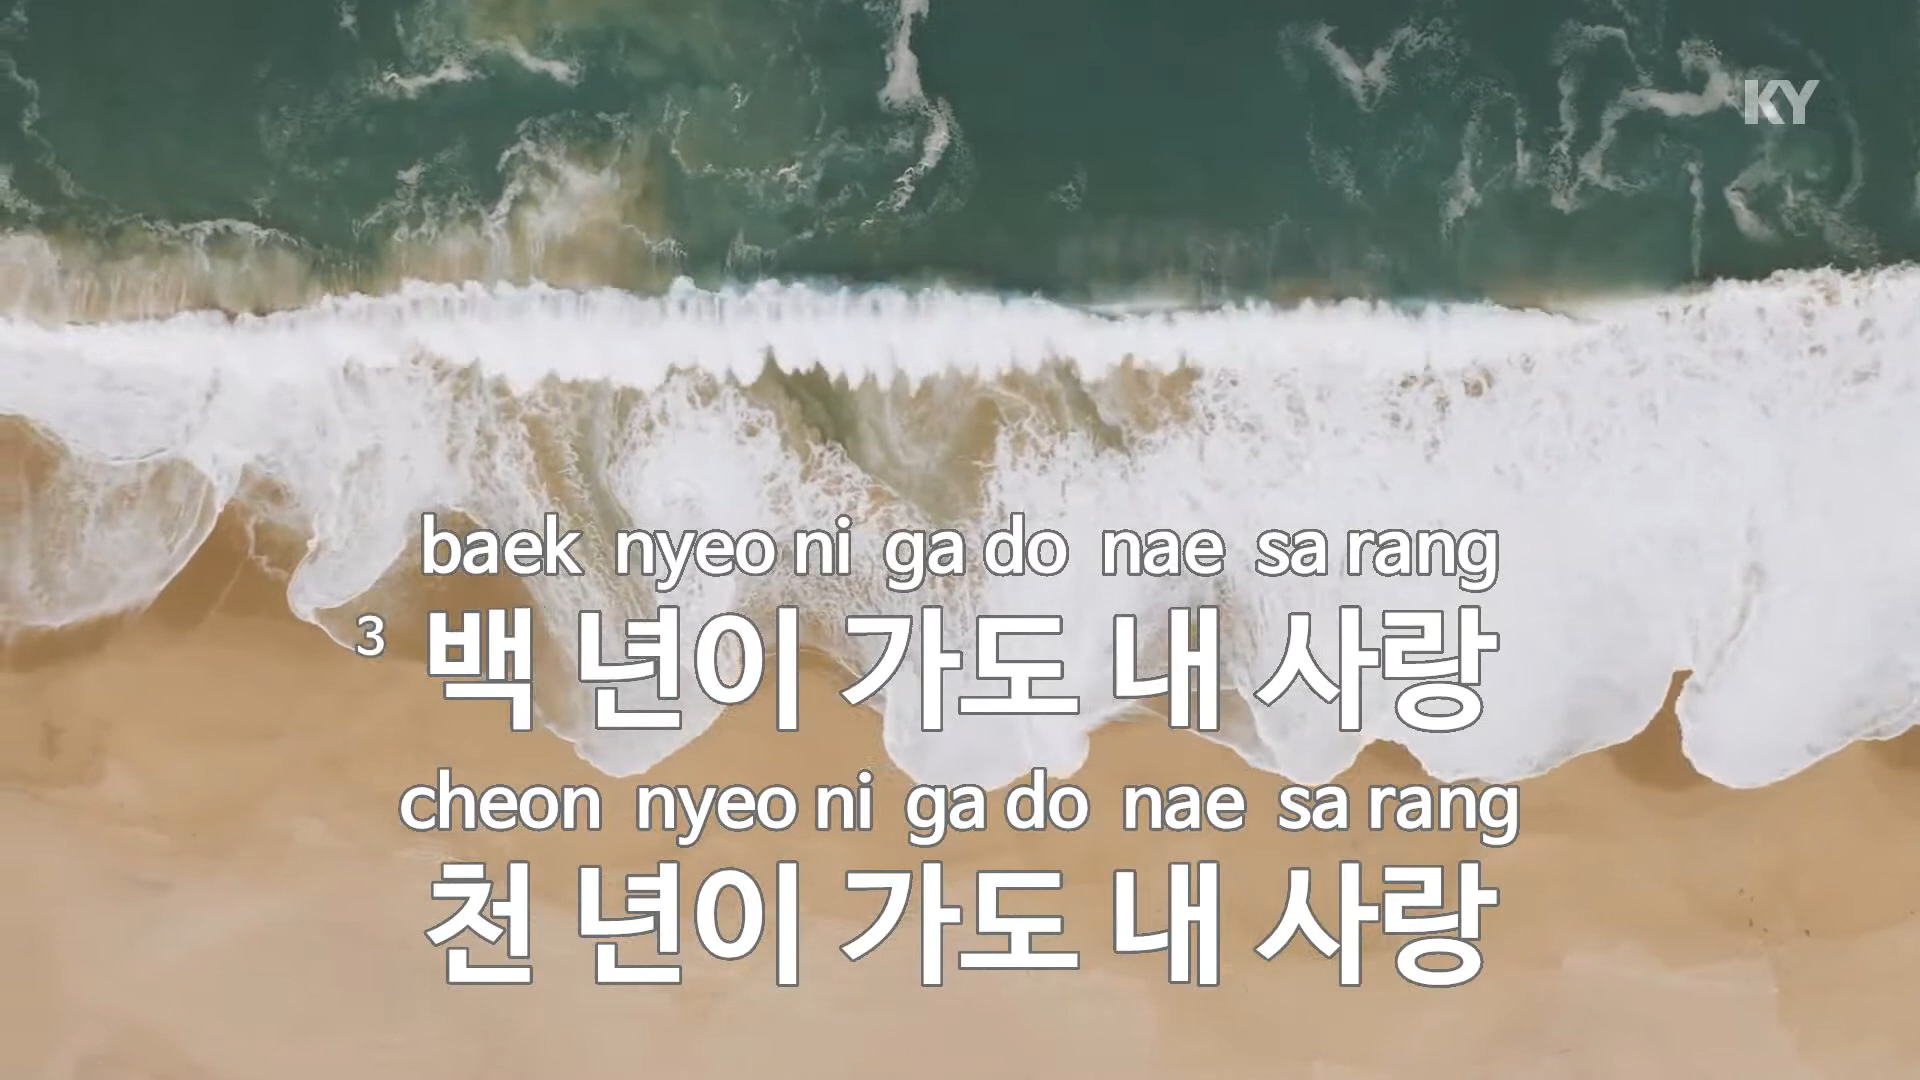 KY
baek nyeo ni ga do nae sa rang
3 백 년이 가도 내 사랑
cheon nyeo ni ga do nae sa rang
천 년이 가도 내 사랑